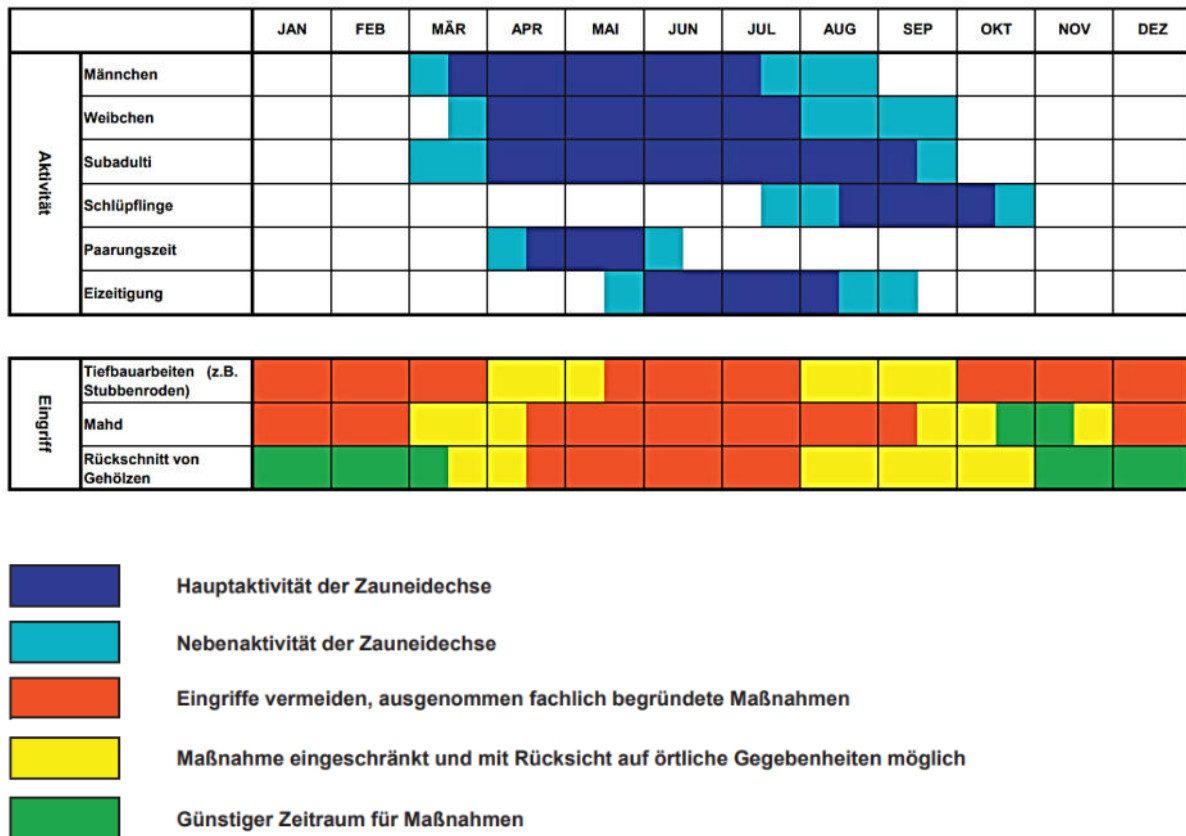 JAN FEB MÄR APR MAI JUN JUL AUG SEP OKT NOV DEZ
Aktivität
Männchen
Weibchen
Subadulti
Schlüpflinge
Paarungszeit
Eizeitigung
Eingriff
Tiefbauarbeiten (z.B.
Stubbenroden)
Mahd
Rückschnitt von
Gehölzen
Hauptaktivität der Zauneidechse
Nebenaktivität der Zauneidechse
Eingriffe vermeiden, ausgenommen fachlich begründete Maßnahmen
Maßnahme eingeschränkt und mit Rücksicht auf örtliche Gegebenheiten möglich
Günstiger Zeitraum für Maßnahmen